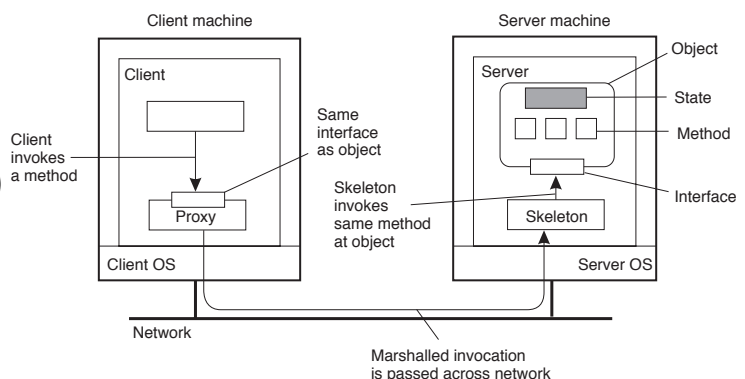 Client machine
Server machine
Object
Client
Server
State
Same
interface
as object
Client
invokes
a method
Method
Skeleton
invokes
same method
at object
Interface
Proxy
Skeleton
Client OS
Server OS
Network
Marshalled invocation
is passed across network